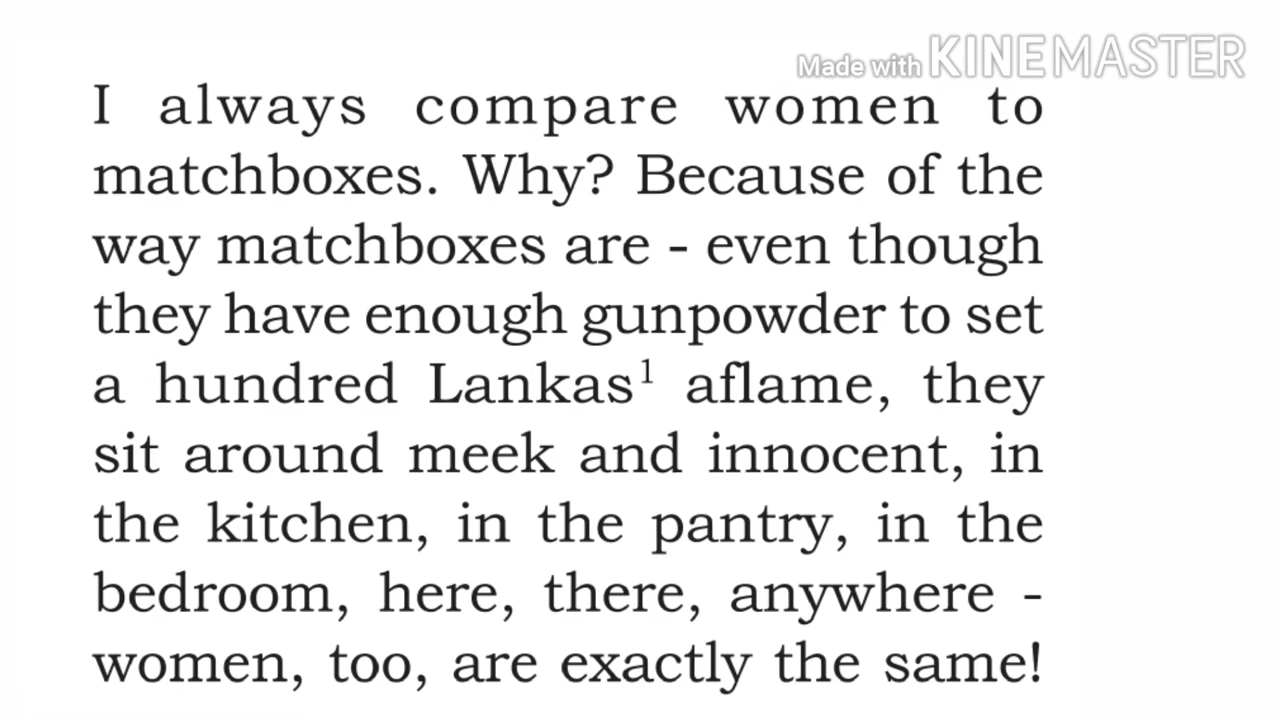 Made with KINEMASTER
I always compare women to
matchboxes. Why? Because of the
way matchboxes are - even though
they have enough gunpowder to set
a hundred Lankas¹ aflame, they
sit around meek and innocent, in
the kitchen, in the pantry, in the
bedroom, here, there, anywhere -
women, too, are exactly the same!